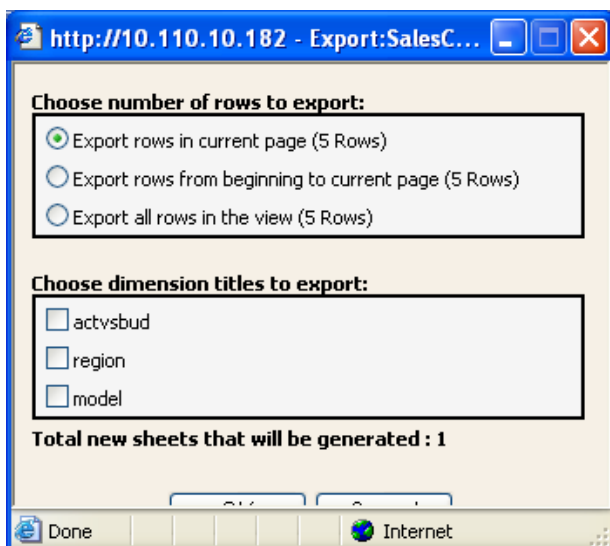 http://10.110.10.182 - Export:SalesC...
Choose number of rows to export:
Export rows in current page (5 Rows)
Export rows from beginning to current page (5 Rows)
Export all rows in the view (5 Rows)
Choose dimension titles to export:
actvsbud
region
model
Total new sheets that will be generated : 1
Done
Internet